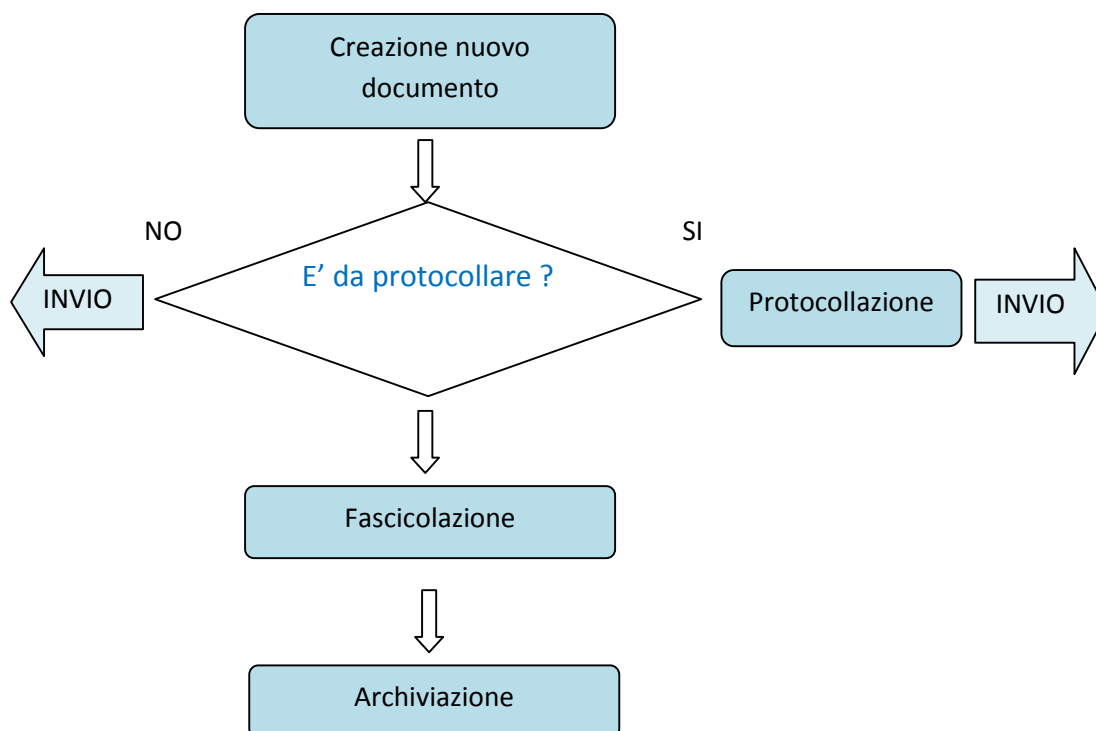 Creazione nuovo
documento
NO
SI
E’ da protocollare ?
INVIO
Protocollazione
INVIO
Fascicolazione
Archiviazione